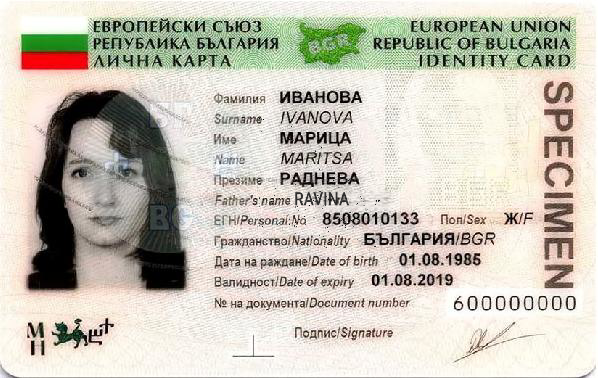 ЕВРОПЕЙСКИ СЪЮЗ EUROPEAN UNION
РЕПУБЛИКА БЪЛГАРИЯ BGR REPUBLIC OF BULGARIA
ЛИЧНА КАРТА IDENTITY CARD
Фамилия ИВАНОВА
Surname IVANOVA
Име МАРИЦА
Name MARITSA
Презиме РАДНЕВА
Father's name RAVINA
ЕГН/Personal No 8508010133 Пол/Sex Ж/F
Гражданство/Nationality БЪЛГАРИЯ/BGR
Дата на раждане/Date of birth 01.08.1985
Валидност/Date of expiry 01.08.2019
№ на документа/Document number 600000000
Подпис/Signature
SPECIMEN
М
Н